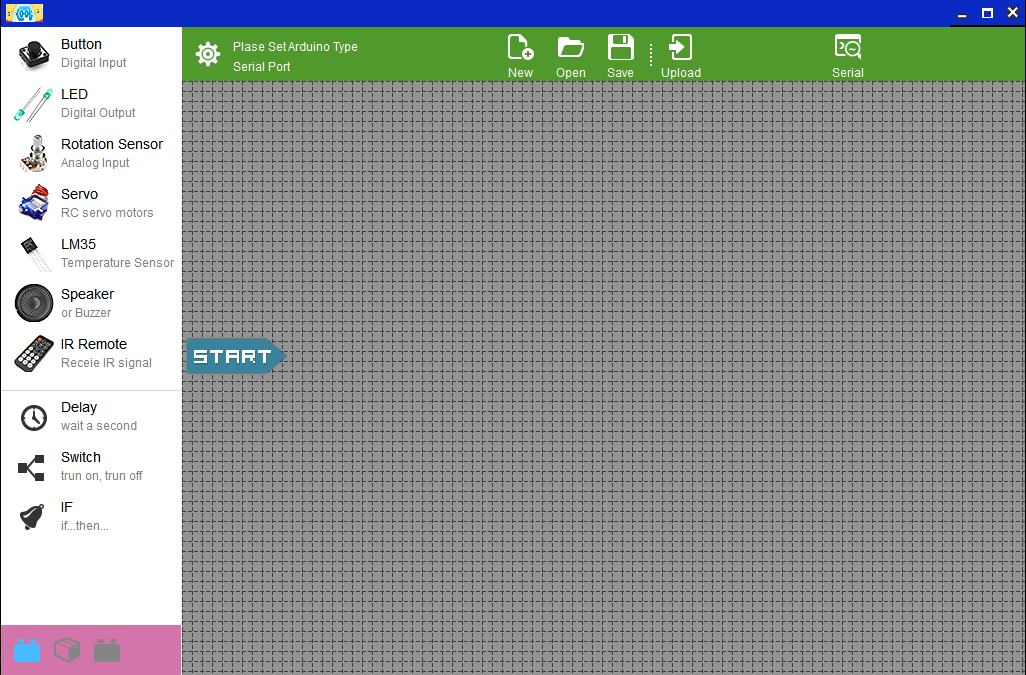 Button
Digital Input
LED
Digital Output
Rotation Sensor
Analog Input
Servo
RC servo motors
LM35
Temperature Sensor
Speaker
or Buzzer
IR Remote
Receie IR signal
Delay
wait a second
Switch
trun on, trun off
IF
if...then...
Plase Set Arduino Type
Serial Port
New
Open
Save
Upload
Serial
START